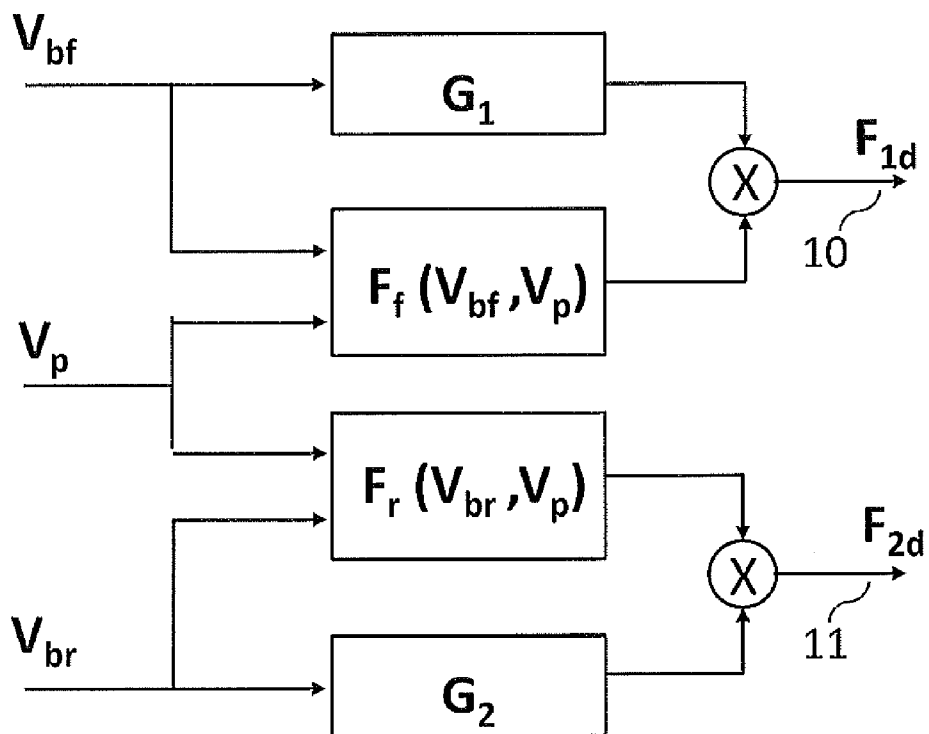 V_bf
G_1
X
F_1d
10
F_f (V_bf ,V_p)
V_p
F_r (V_br ,V_p)
X
F_2d
11
V_br
G_2